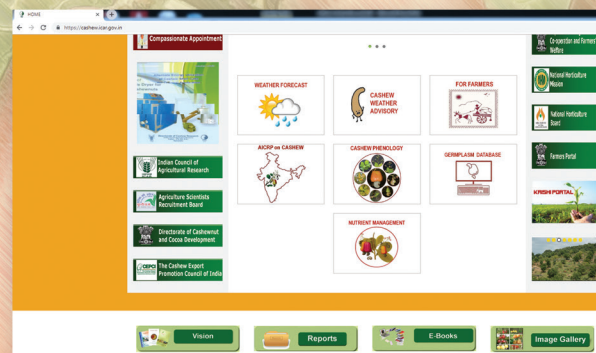 HOME
https://cashew.icar.gov.in
Compassionate Appointment
Indian Council of
Agricultural Research
Agriculture Scientists
Recruitment Board
Directorate of Cashewnut
and Cocoa Development
CEPCI
The Cashew Export
Promotion Council of India
WEATHER FORECAST
CASHEW
WEATHER
ADVISORY
FOR FARMERS
AICRP on CASHEW
CASHEW PHENOLOGY
GERMPLASM DATABASE
NUTRIENT MANAGEMENT
Co-operation and Farmers
Welfare
National Horticulture
Mission
National Horticulture
Board
Farmers Portal
KRISHI PORTAL
Vision
Reports
E-Books
Image Gallery